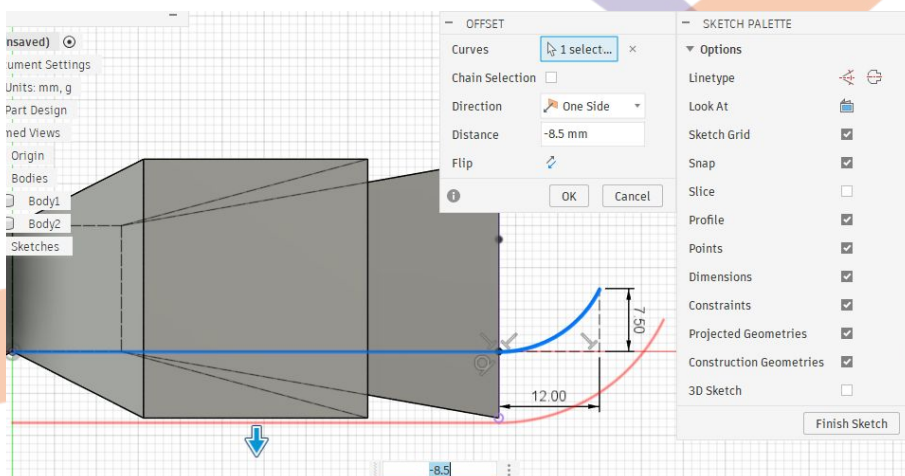 nsaved)
ument Settings
Units: mm, g
Part Design
med Views
Origin
Bodies
Body1
Body2
Sketches
OFFSET
Curves
1 select...
Chain Selection
Direction
One Side
Distance
-8.5 mm
Flip
OK
Cancel
SKETCH PALETTE
Options
Linetype
Look At
Sketch Grid
Snap
Slice
Profile
Points
Dimensions
Constraints
Projected Geometries
Construction Geometries
3D Sketch
Finish Sketch
7.50
12.00
-8.5